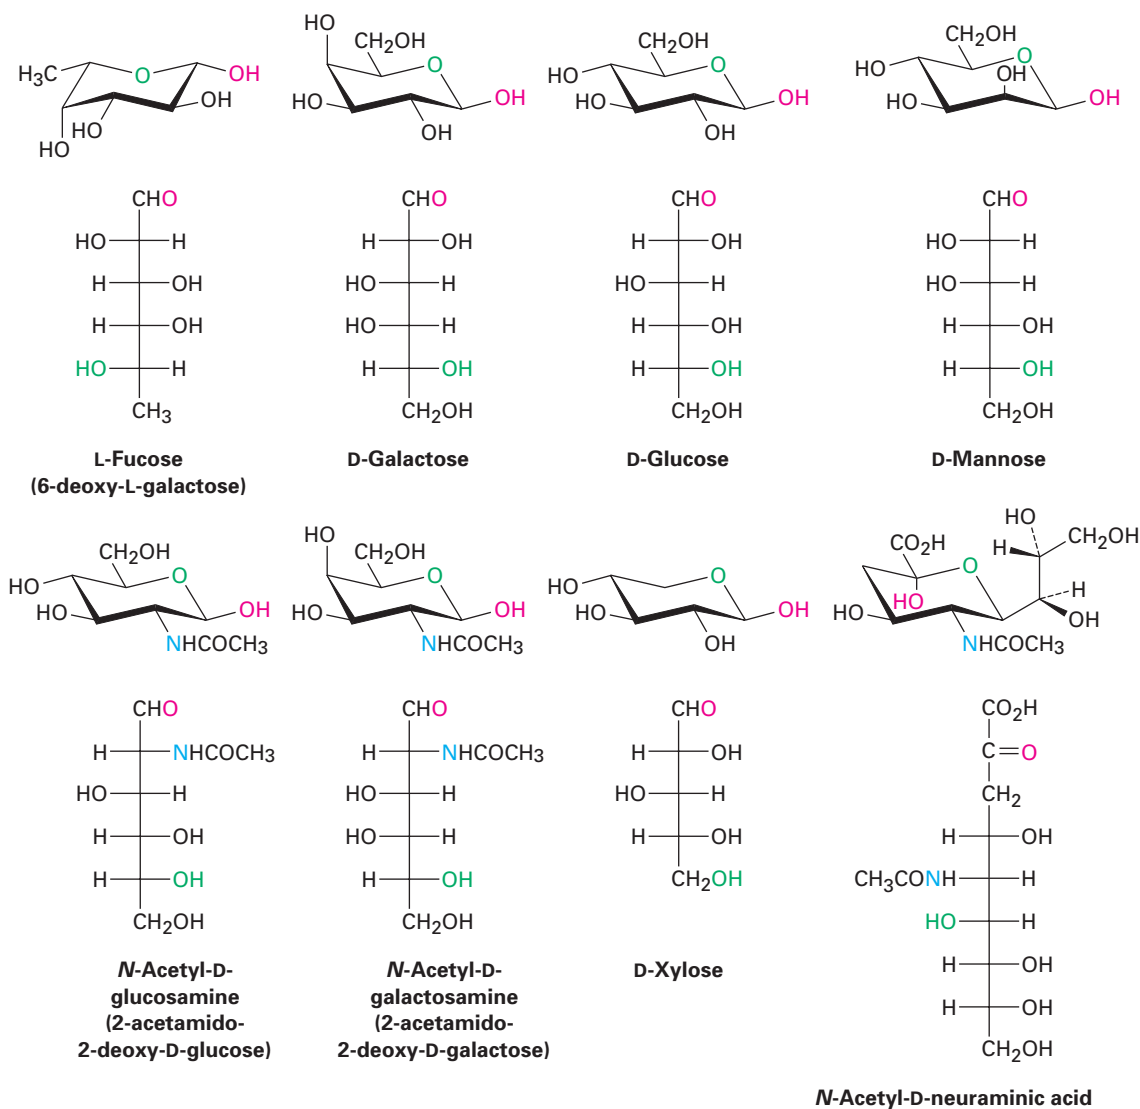 HO
CH₂OH
O
H₃C
O
OH
OH
HO
HO
HO
OH
OH
CH₂OH
O
HO
HO
OH
OH
CH₂OH
O
OH
HO
HO
OH
CHO
HO H
H OH
H OH
HO H
CH₃
L-Fucose
(6-deoxy-L-galactose)
CHO
H OH
HO H
HO H
H OH
CH₂OH
D-Galactose
CHO
H OH
HO H
H OH
H OH
CH₂OH
D-Glucose
CHO
HO H
HO H
H OH
H OH
CH₂OH
D-Mannose
CH₂OH
O
HO
HO
OH
NHCOCH₃
HO
CH₂OH
O
HO
OH
NHCOCH₃
O
HO
HO
OH
OH
HO
CH₂OH
CO₂H
H
O
HO
H
HO
OH
NHCOCH₃
CHO
H NHCOCH₃
HO H
H OH
H OH
CH₂OH
N-Acetyl-D-
glucosamine
(2-acetamido-
2-deoxy-D-glucose)
CHO
H NHCOCH₃
HO H
HO H
H OH
CH₂OH
N-Acetyl-D-
galactosamine
(2-acetamido-
2-deoxy-D-galactose)
CHO
H OH
HO H
H OH
CH₂OH
D-Xylose
CO₂H
C=O
CH₂
H OH
CH₃CONH H
HO H
H OH
H OH
CH₂OH
N-Acetyl-D-neuraminic acid